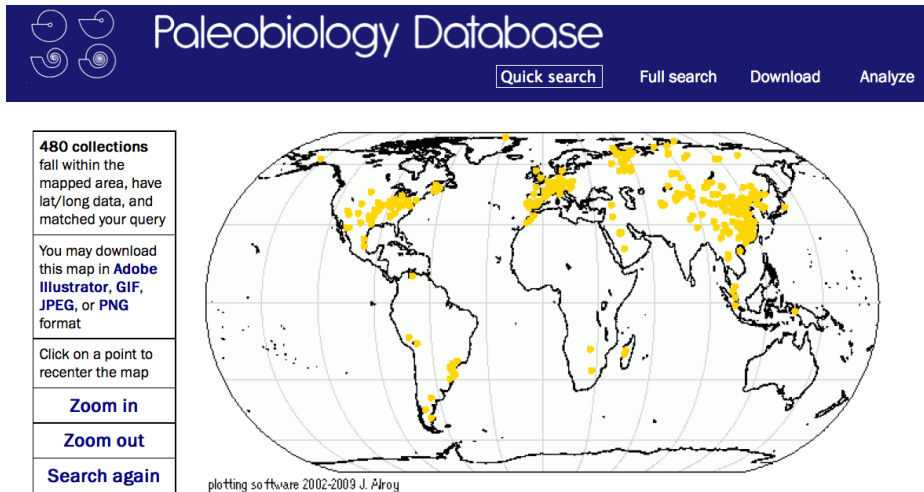 Paleobiology Database
Quick search Full search Download Analyze
480 collections
fall within the
mapped area, have
lat/long data, and
matched your query
You may download
this map in Adobe
Illustrator, GIF,
JPEG, or PNG
format
Click on a point to
recenter the map
Zoom in
Zoom out
Search again
plotting software 2002-2009 J. Alroy